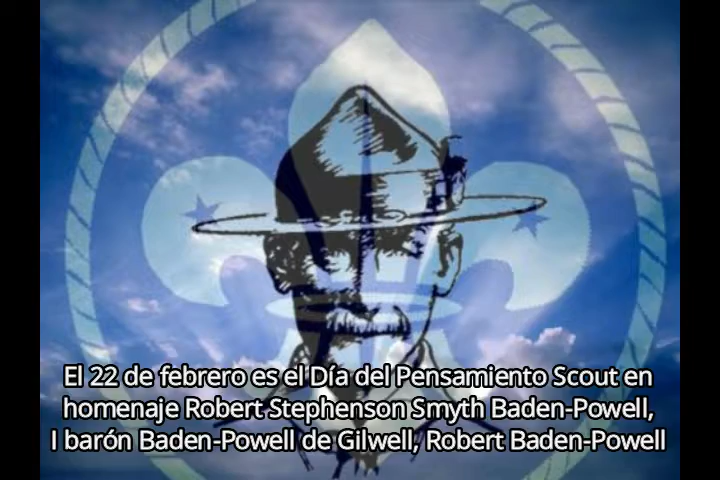 El 22 de febrero es el Día del Pensamiento Scout en
homenaje Robert Stephenson Smyth Baden-Powell,
I barón Baden-Powell de Gilwell, Robert Baden-Powell